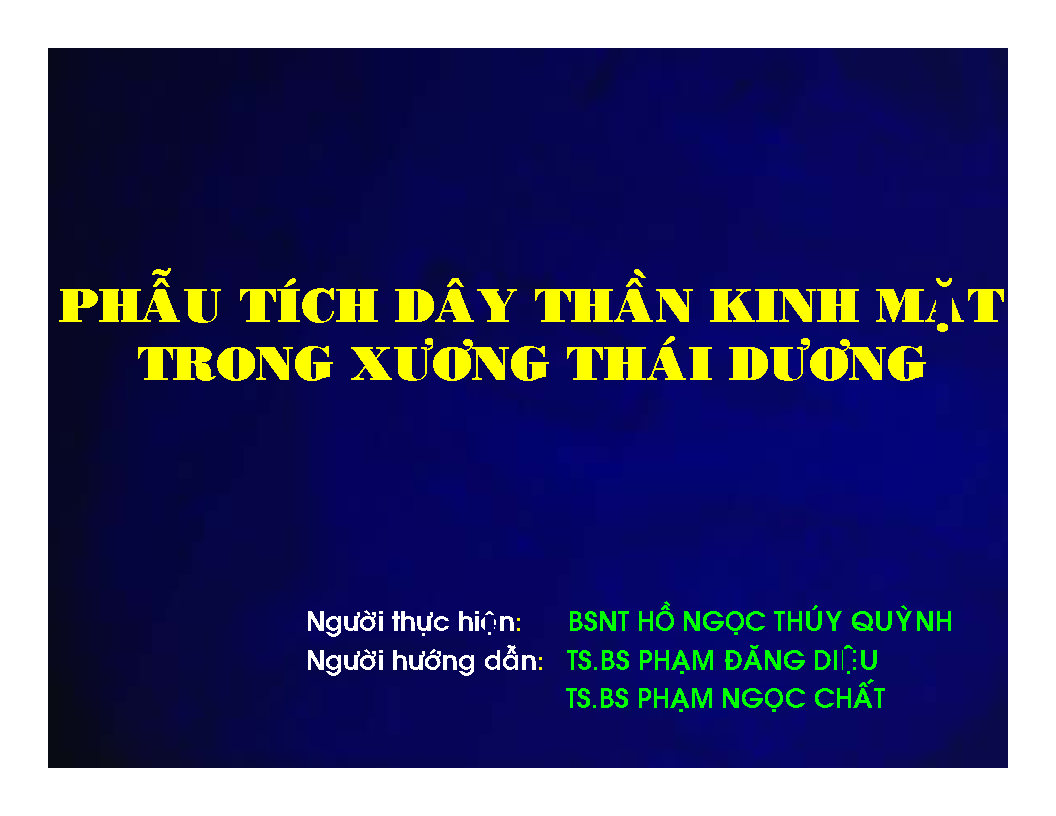 PHẪU TÍCH DÂY THẦN KINH MẶT
TRONG XƯƠNG THÁI DƯƠNG
Người thực hiện: BSNT HỒ NGỌC THÚY QUỲNH
Người hướng dẫn: TS.BS PHẠM ĐĂNG DIỆU
TS.BS PHẠM NGỌC CHẤT